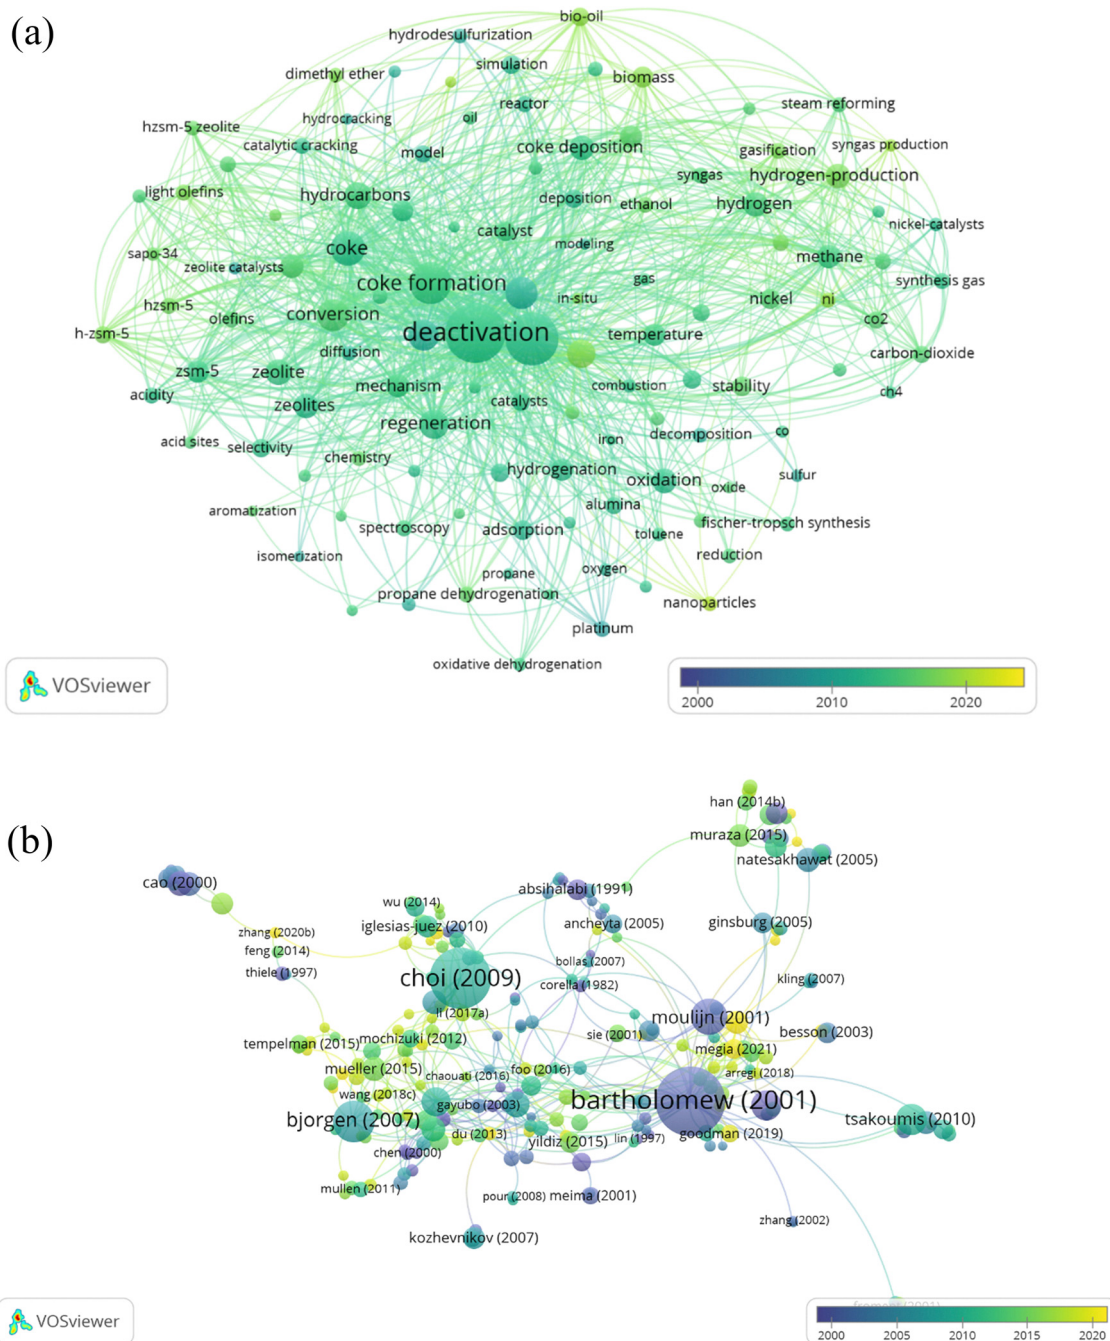 (a)
bio-oil
hydrodesulfurization
simulation
dimethyl ether
biomass
reactor
steam reforming
hydrocracking
oil
hzsm-5 zeolite
catalytic cracking
model
coke deposition
gasification
syngas production
syngas
hydrogen-production
light olefins
hydrocarbons
deposition
ethanol
hydrogen
nickel-catalysts
catalyst
coke
modeling
sapo-34
zeolite catalysts
methane
coke formation
gas
synthesis gas
in-situ
nickel
ni
hzsm-5
olefins
conversion
co2
h-zsm-5
deactivation
temperature
diffusion
carbon-dioxide
zsm-5
zeolite
mechanism
combustion
stability
ch4
acidity
zeolites
catalysts
regeneration
iron
decomposition
co
acid sites
selectivity
chemistry
hydrogenation
oxidation
sulfur
oxide
alumina
aromatization
spectroscopy
adsorption
toluene
fischer-tropsch synthesis
isomerization
reduction
propane
oxygen
propane dehydrogenation
nanoparticles
platinum
oxidative dehydrogenation
VOSviewer
2000
2010
2020
(b)
han (2014b)
muraza (2015)
natesakhawat (2005)
cao (2000)
absihalabi (1991)
wu (2014)
iglesias-juez (2010)
ancheyta (2005)
ginsburg (2005)
zhang (2020b)
feng (2014)
thiele (1997)
bollas (2007)
choi (2009)
corella (1982)
kling (2007)
li (2017a)
moulijn (2001)
sie (2001)
besson (2003)
tempelman (2015)
mochizuki (2012)
megia (2021)
mueller (2015)
chaouati (2016)
foo (2016)
arregi (2018)
wang (2018c)
gayubo (2003)
bartholomew (2001)
bjorgen (2007)
tsakoumis (2010)
du (2013)
yildiz (2015)
lin (1997)
goodman (2019)
chen (2000)
mullen (2011)
pour (2008)
meima (2001)
zhang (2002)
kozhevnikov (2007)
froment (2001)
VOSviewer
2000
2005
2010
2015
2020